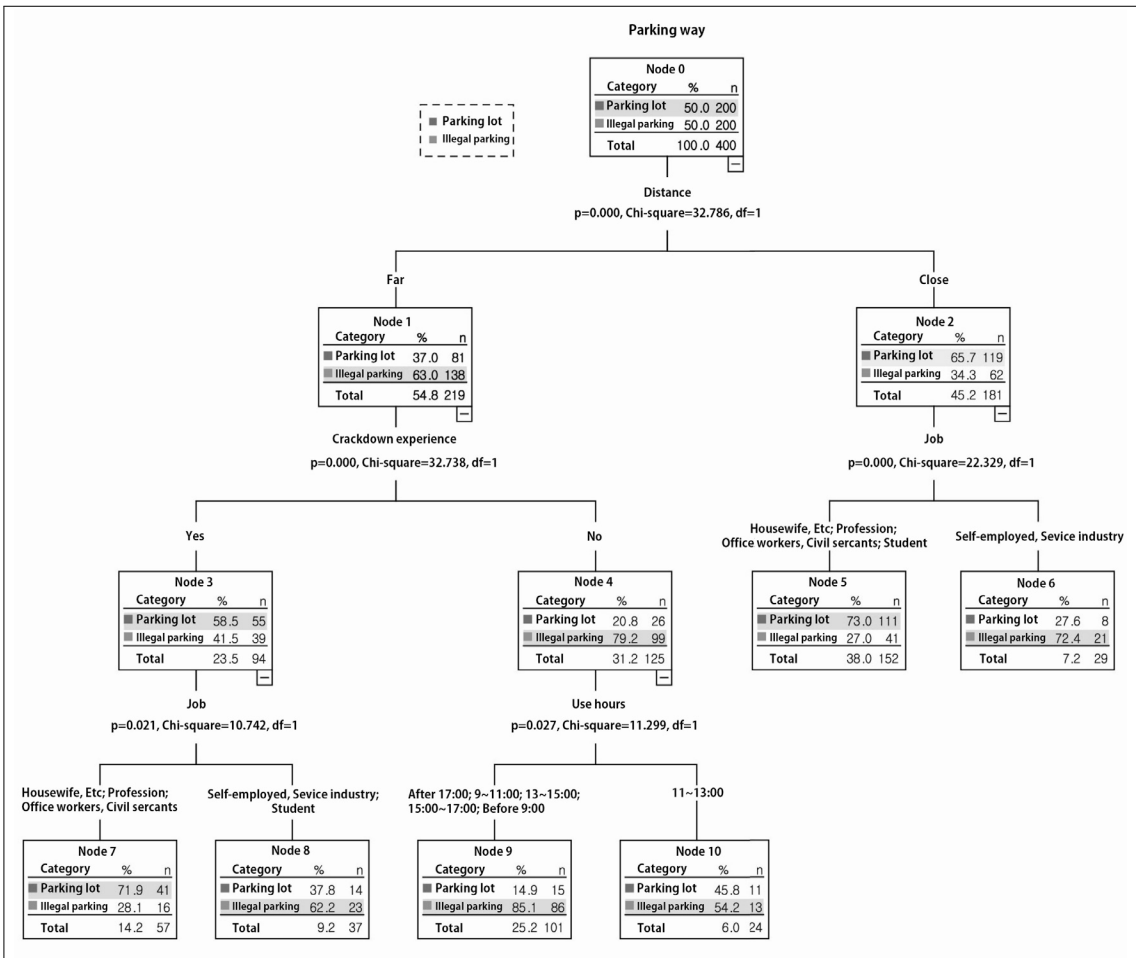 Parking way
Node 0
Category % n
Parking lot 50.0 200
Illegal parking 50.0 200
Total 100.0 400
Parking lot
Illegal parking
Distance
p=0.000, Chi-square=32.786, df=1
Far
Close
Node 1
Category % n
Parking lot 37.0 81
Illegal parking 63.0 138
Total 54.8 219
Node 2
Category % n
Parking lot 65.7 119
Illegal parking 34.3 62
Total 45.2 181
Crackdown experience
p=0.000, Chi-square=32.738, df=1
Job
p=0.000, Chi-square=22.329, df=1
Yes
No
Housewife, Etc; Profession;
Office workers, Civil sercants; Student
Self-employed, Sevice industry
Node 3
Category % n
Parking lot 58.5 55
Illegal parking 41.5 39
Total 23.5 94
Node 4
Category % n
Parking lot 20.8 26
Illegal parking 79.2 99
Total 31.2 125
Node 5
Category % n
Parking lot 73.0 111
Illegal parking 27.0 41
Total 38.0 152
Node 6
Category % n
Parking lot 27.6 8
Illegal parking 72.4 21
Total 7.2 29
Job
p=0.021, Chi-square=10.742, df=1
Use hours
p=0.027, Chi-square=11.299, df=1
Housewife, Etc; Profession;
Office workers, Civil sercants
Self-employed, Sevice industry;
Student
After 17:00; 9~11:00; 13~15:00;
15:00~17:00; Before 9:00
11~13:00
Node 7
Category % n
Parking lot 71.9 41
Illegal parking 28.1 16
Total 14.2 57
Node 8
Category % n
Parking lot 37.8 14
Illegal parking 62.2 23
Total 9.2 37
Node 9
Category % n
Parking lot 14.9 15
Illegal parking 85.1 86
Total 25.2 101
Node 10
Category % n
Parking lot 45.8 11
Illegal parking 54.2 13
Total 6.0 24